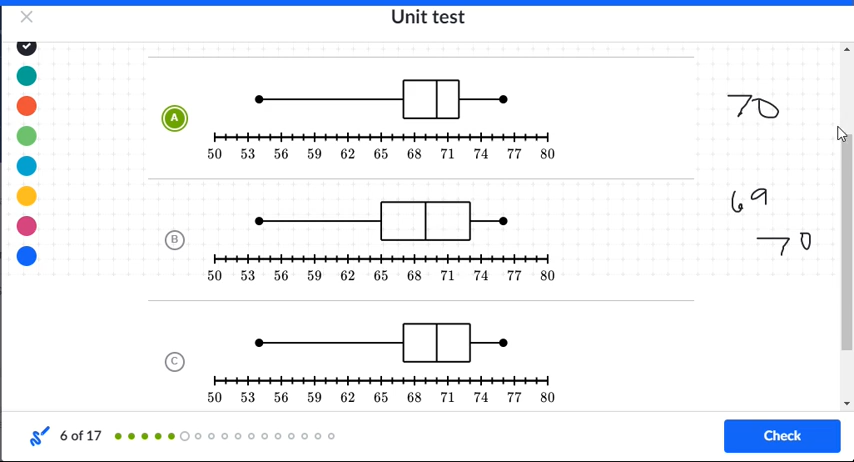 Unit test
A
50 53 56 59 62 65 68 71 74 77 80
70
B
50 53 56 59 62 65 68 71 74 77 80
69
70
C
50 53 56 59 62 65 68 71 74 77 80
6 of 17
Check